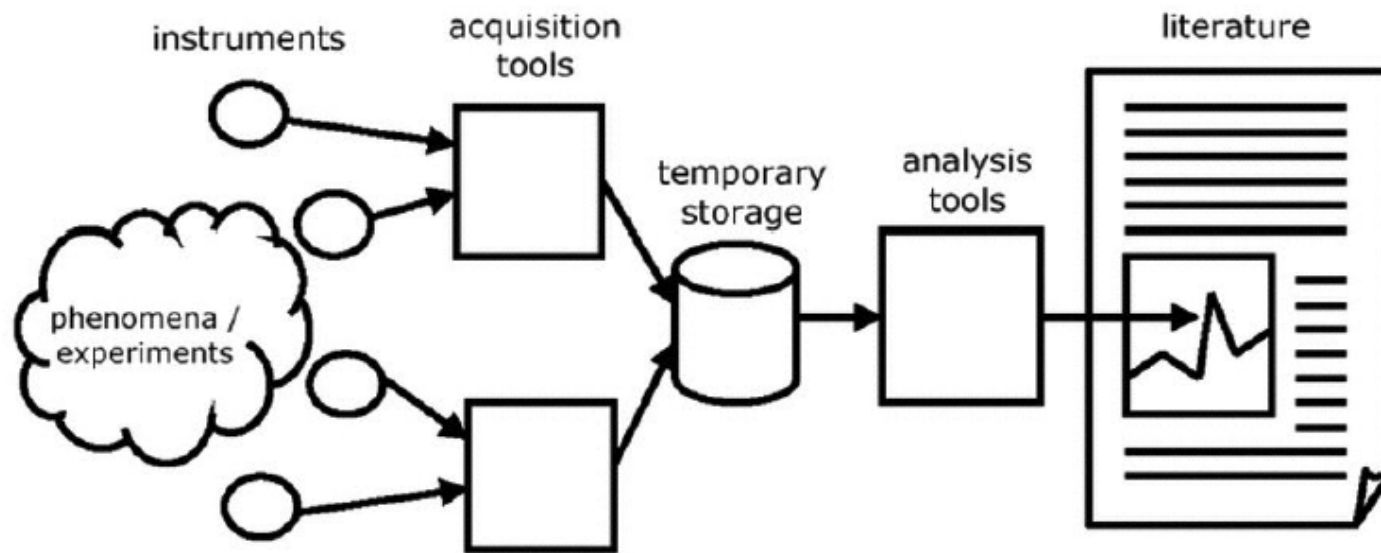 instruments
acquisition
tools
literature
temporary
storage
analysis
tools
phenomena /
experiments